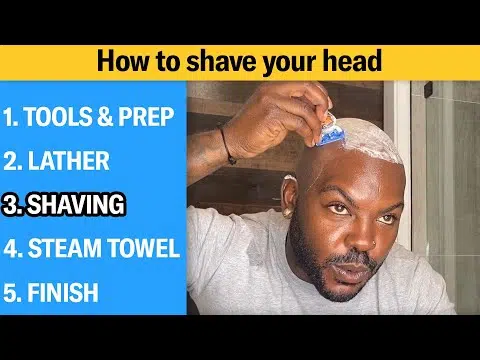 How to shave your head
1. TOOLS & PREP
2. LATHER
3. SHAVING
4. STEAM TOWEL
5. FINISH